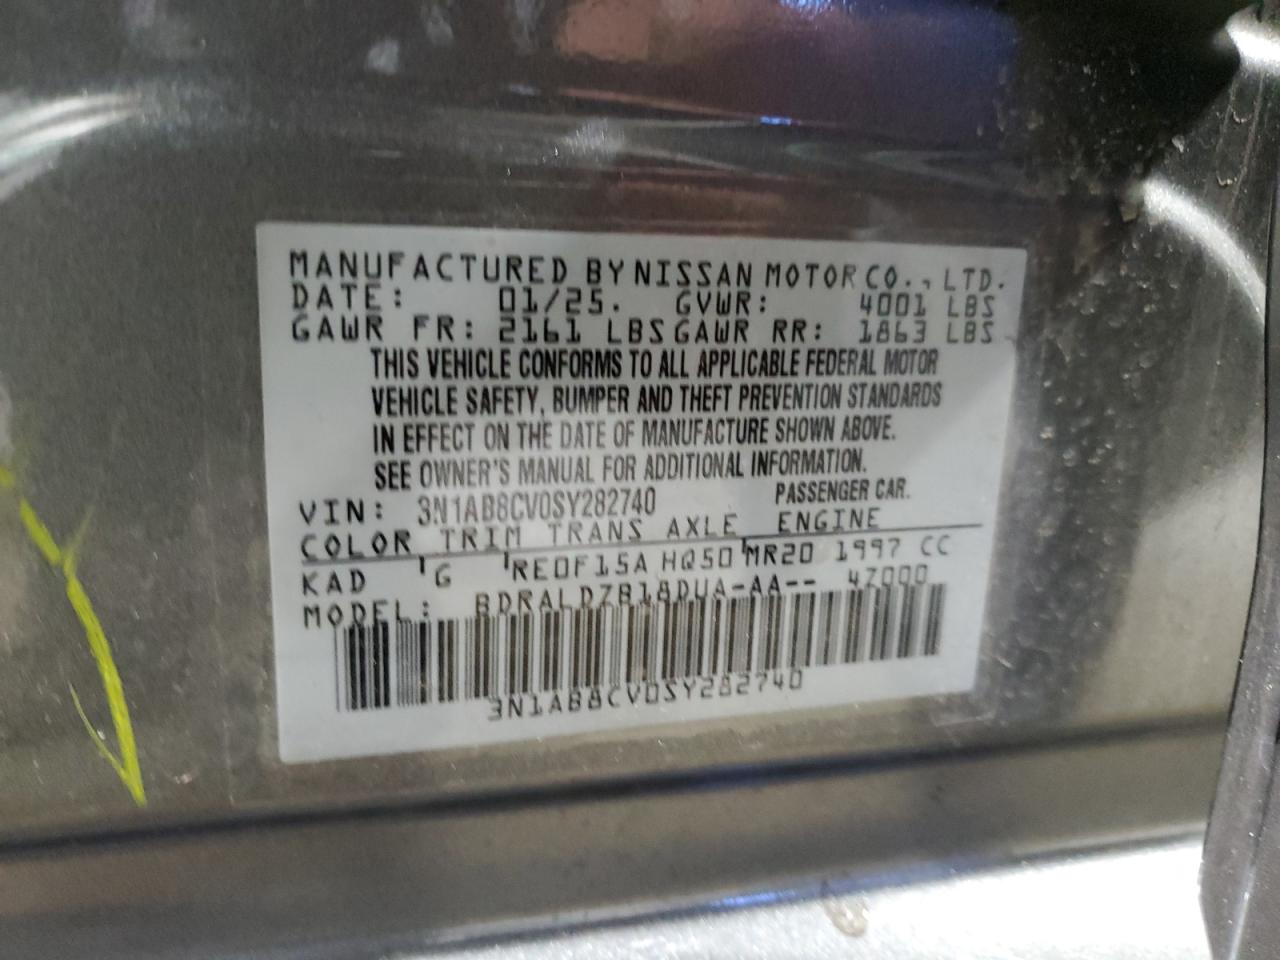 MANUFACTURED BY NISSAN MOTOR CO., LTD.
DATE: 01/25. GVWR: 4001 LBS
GAWR FR: 2161 LBS GAWR RR: 1863 LBS
THIS VEHICLE CONFORMS TO ALL APPLICABLE FEDERAL MOTOR
VEHICLE SAFETY, BUMPER AND THEFT PREVENTION STANDARDS
IN EFFECT ON THE DATE OF MANUFACTURE SHOWN ABOVE.
SEE OWNER'S MANUAL FOR ADDITIONAL INFORMATION.
VIN: 3N1AB8CV0SY282740 PASSENGER CAR.
COLOR TRIM TRANS AXLE ENGINE
KAD G RE0F15A HQ50 MR20 1997 CC
MODEL: BDRALDZB18DUA-AA-- 47000
3N1AB8CV0SY282740